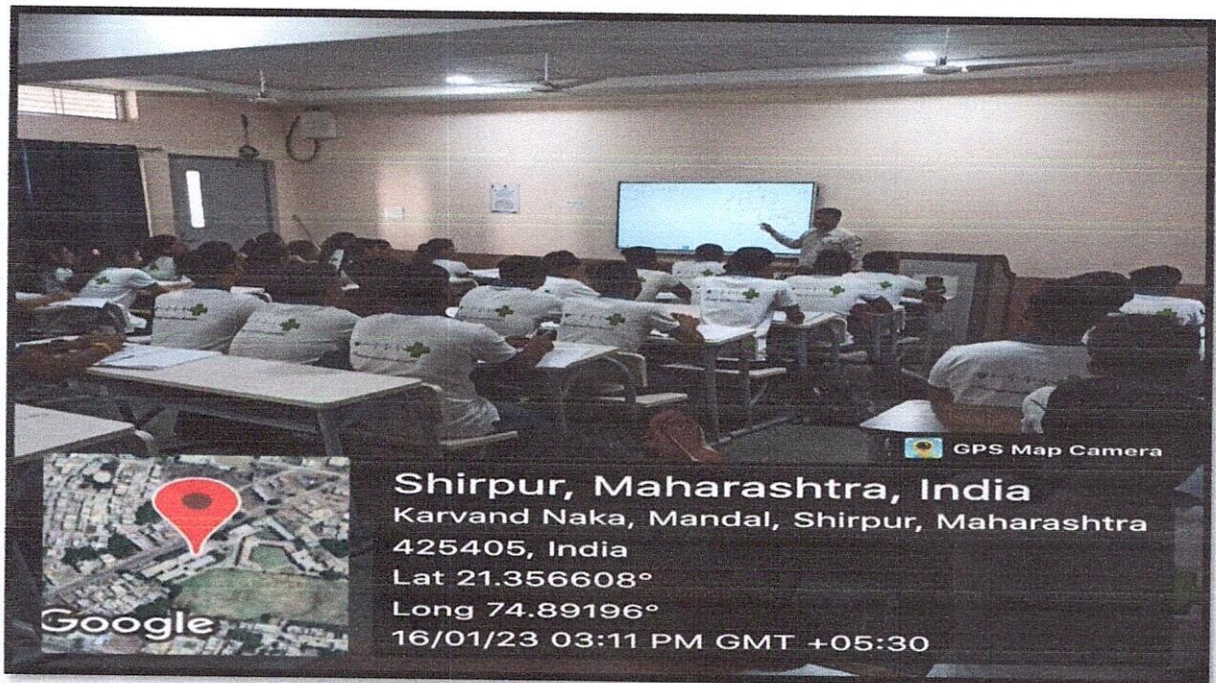 GPS Map Camera
Shirpur, Maharashtra, India
Karvand Naka, Mandal, Shirpur, Maharashtra
425405, India
Lat 21.356608°
Long 74.89196°
16/01/23 03:11 PM GMT +05:30
Google